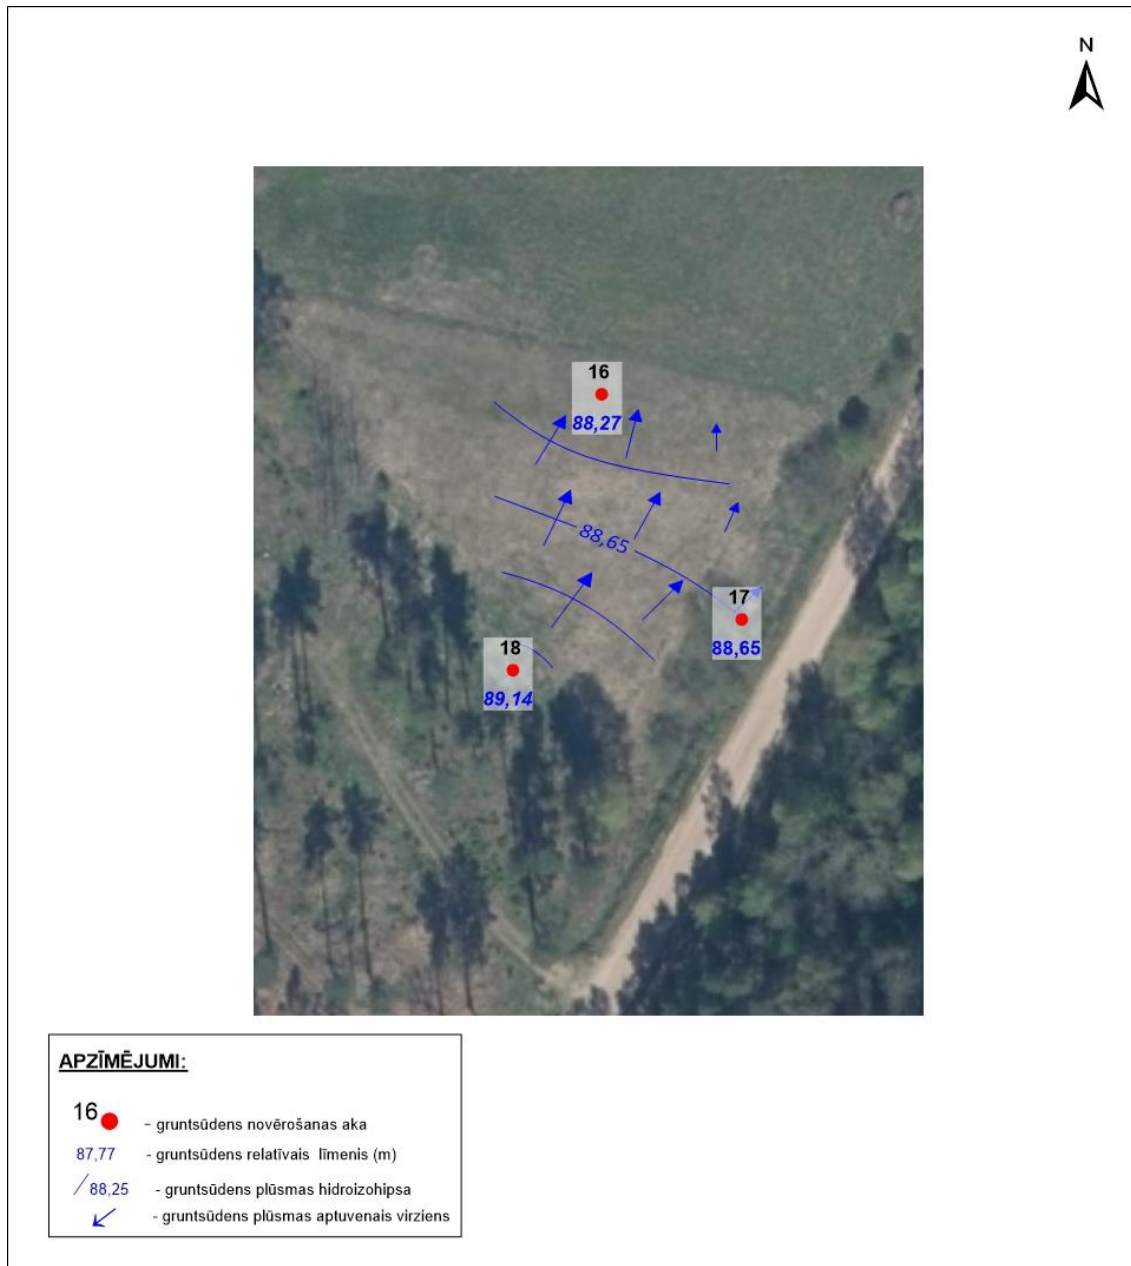 N
16
88,27
88,65
17
88,65
18
89,14
APZĪMĒJUMI:
16 - gruntsūdens novērošanas aka
87,77 - gruntsūdens relatīvais līmenis (m)
88,25 - gruntsūdens plūsmas hidroizohipsa
- gruntsūdens plūsmas aptuvenais virziens